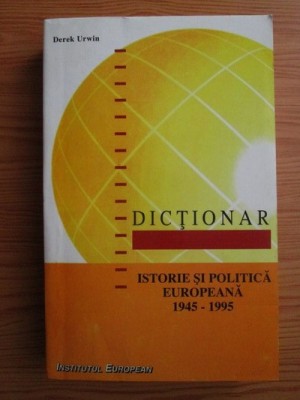 Derek Urwin
DICŢIONAR
ISTORIE ŞI POLITICĂ
EUROPEANĂ
1945 - 1995
INSTITUTUL EUROPEAN